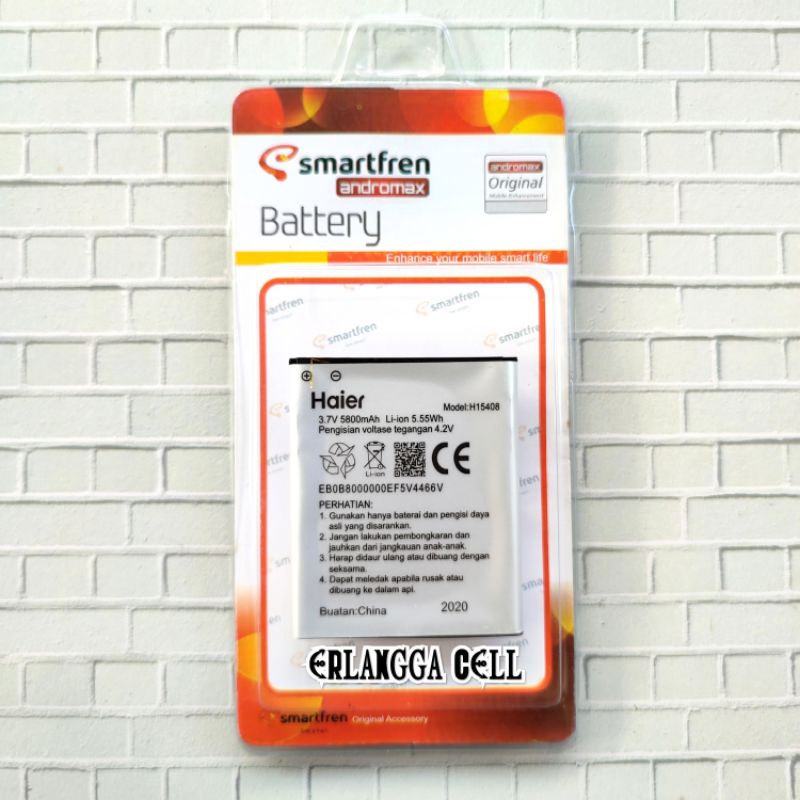 smartfren
andromax
Battery
andromax
Original
Mobile Enhancement
Enhance your mobile smart life
smartfren
smartfren
smartfren
smartfren
Haier
Model:H15408
3.7V 5800mAh Li-ion 5.55Wh
Pengisian voltase tegangan 4.2V
Li-ion
CE
EB0B8000000EF5V4466V
PERHATIAN:
1. Gunakan hanya baterai dan pengisi daya
asli yang disarankan.
2. Jangan lakukan pembongkaran dan
jauhkan dari jangkauan anak-anak.
3. Harap didaur ulang atau dibuang dengan
seksama.
4. Dapat meledak apabila rusak atau
dibuang ke dalam api.
Buatan:China 2020
ERLANGGA CELL
smartfren Original Accessory